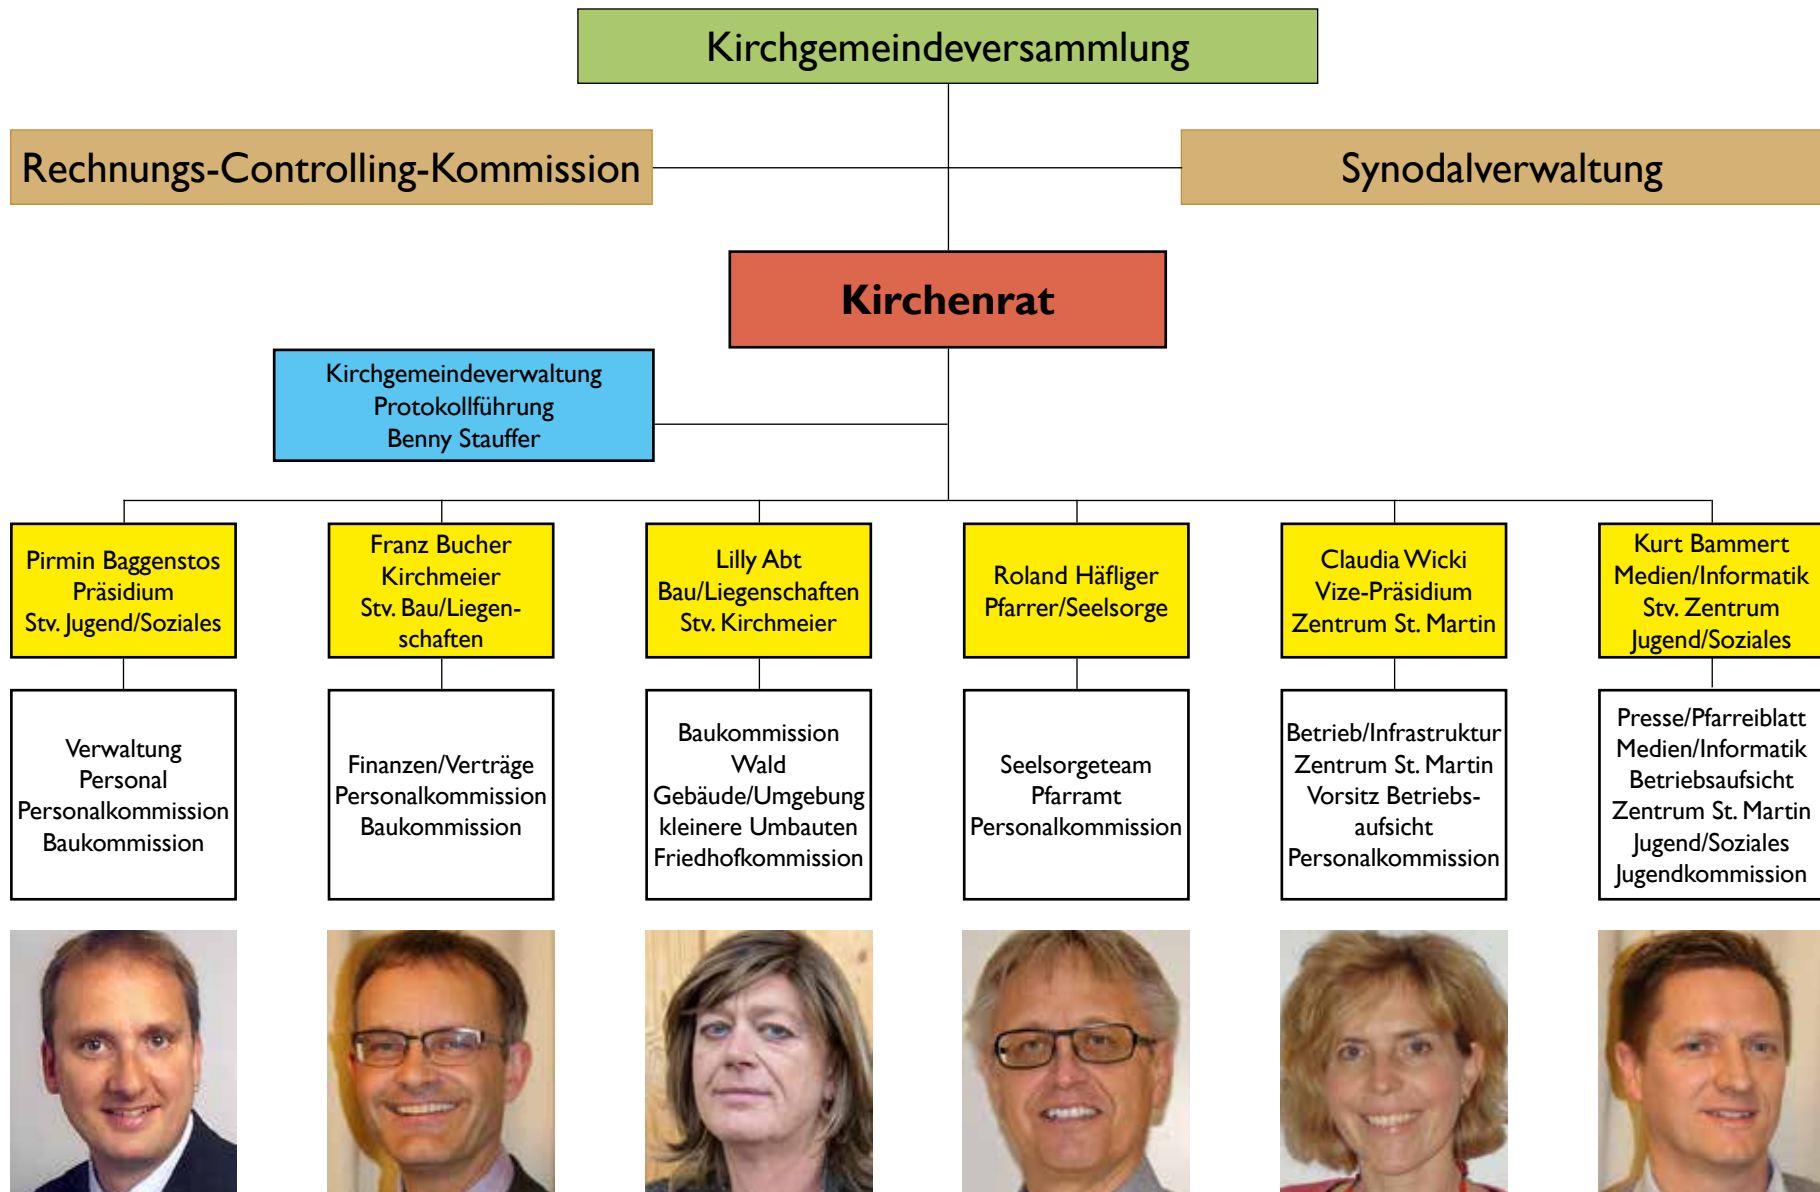 Kirchgemeindeversammlung
Rechnungs-Controlling-Kommission
Synodalverwaltung
Kirchenrat
Kirchgemeindeverwaltung
Protokollführung
Benny Stauffer
Pirmin Baggenstos
Präsidium
Stv. Jugend/Soziales
Franz Bucher
Kirchmeier
Stv. Bau/Liegen-
schaften
Lilly Abt
Bau/Liegenschaften
Stv. Kirchmeier
Roland Häfliger
Pfarrer/Seelsorge
Claudia Wicki
Vize-Präsidium
Zentrum St. Martin
Kurt Bammert
Medien/Informatik
Stv. Zentrum
Jugend/Soziales
Verwaltung
Personal
Personalkommission
Baukommission
Finanzen/Verträge
Personalkommission
Baukommission
Baukommission
Wald
Gebäude/Umgebung
kleinere Umbauten
Friedhofkommission
Seelsorgeteam
Pfarramt
Personalkommission
Betrieb/Infrastruktur
Zentrum St. Martin
Vorsitz Betriebs-
aufsicht
Personalkommission
Presse/Pfarreiblatt
Medien/Informatik
Betriebsaufsicht
Zentrum St. Martin
Jugend/Soziales
Jugendkommission